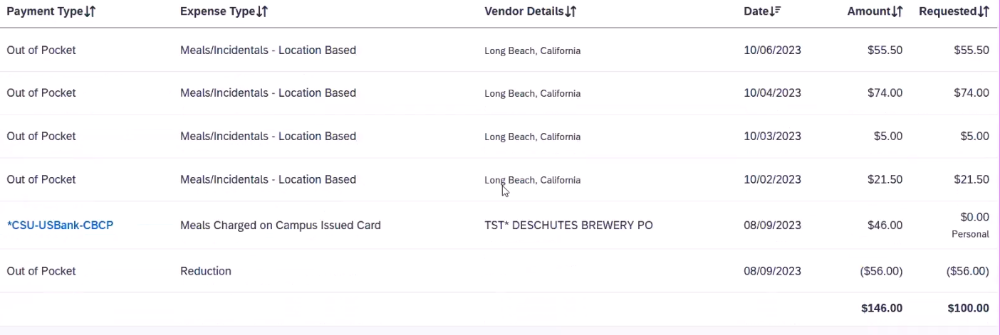 Payment Type Expense Type Vendor Details Date Amount Requested
Out of Pocket Meals/Incidentals - Location Based Long Beach, California 10/06/2023 $55.50 $55.50
Out of Pocket Meals/Incidentals - Location Based Long Beach, California 10/04/2023 $74.00 $74.00
Out of Pocket Meals/Incidentals - Location Based Long Beach, California 10/03/2023 $5.00 $5.00
Out of Pocket Meals/Incidentals - Location Based Long Beach, California 10/02/2023 $21.50 $21.50
*CSU-USBank-CBCP Meals Charged on Campus Issued Card TST* DESCHUTES BREWERY PO 08/09/2023 $46.00 $0.00
Personal
Out of Pocket Reduction 08/09/2023 ($56.00) ($56.00)
$146.00 $100.00